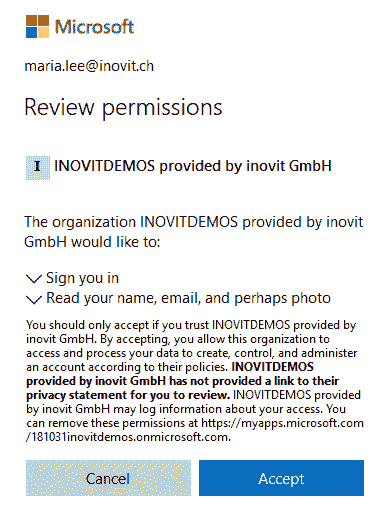 Microsoft
maria.lee@inovit.ch
Review permissions
I INOVITDEMOS provided by inovit GmbH
The organization INOVITDEMOS provided by inovit
GmbH would like to:
Sign you in
Read your name, email, and perhaps photo
You should only accept if you trust INOVITDEMOS provided by
inovit GmbH. By accepting, you allow this organization to
access and process your data to create, control, and administer
an account according to their policies. INOVITDEMOS
provided by inovit GmbH has not provided a link to their
privacy statement for you to review. INOVITDEMOS provided
by inovit GmbH may log information about your access. You
can remove these permissions at https://myapps.microsoft.com
/181031inovitdemos.onmicrosoft.com.
Cancel Accept